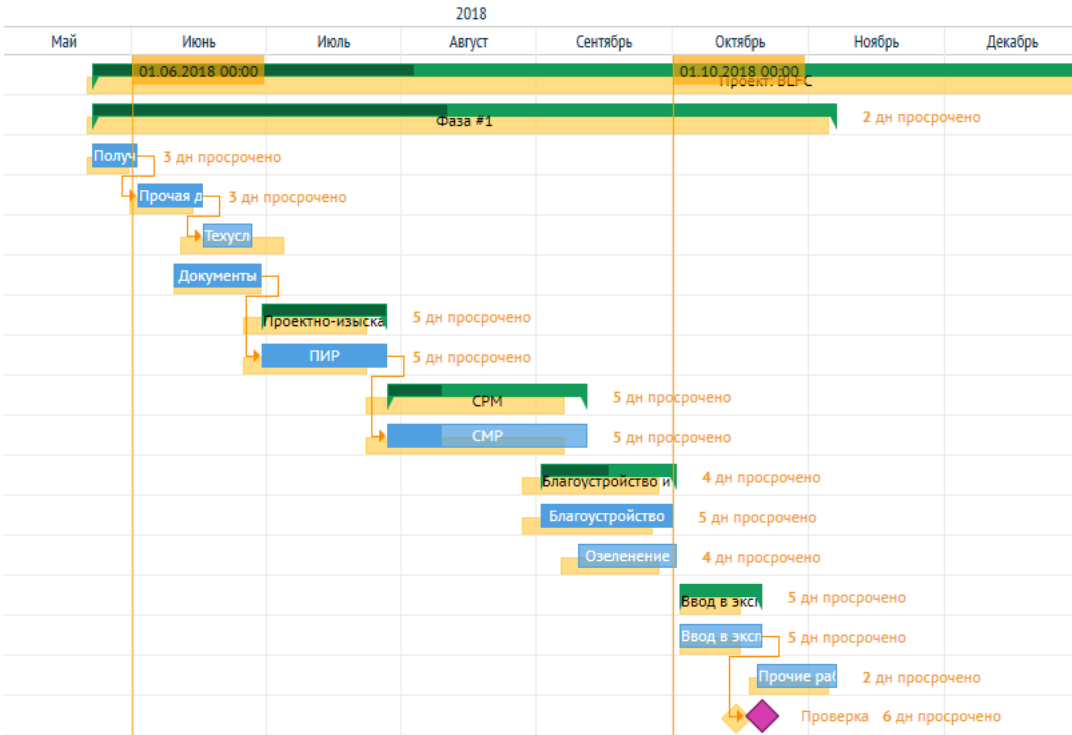 2018
Май Июнь Июль Август Сентябрь Октябрь Ноябрь Декабрь
01.06.2018 00:00 01.10.2018 00:00
Проект: BLFC
Фаза #1 2 дн просрочено
Получ 3 дн просрочено
Прочая д 3 дн просрочено
Техусл
Документы
Проектно-изыска 5 дн просрочено
ПИР 5 дн просрочено
СРМ 5 дн просрочено
СМР 5 дн просрочено
Благоустройство и 4 дн просрочено
Благоустройство 5 дн просрочено
Озеленение 4 дн просрочено
Ввод в эксп 5 дн просрочено
Ввод в эксп 5 дн просрочено
Прочие раб 2 дн просрочено
Проверка 6 дн просрочено